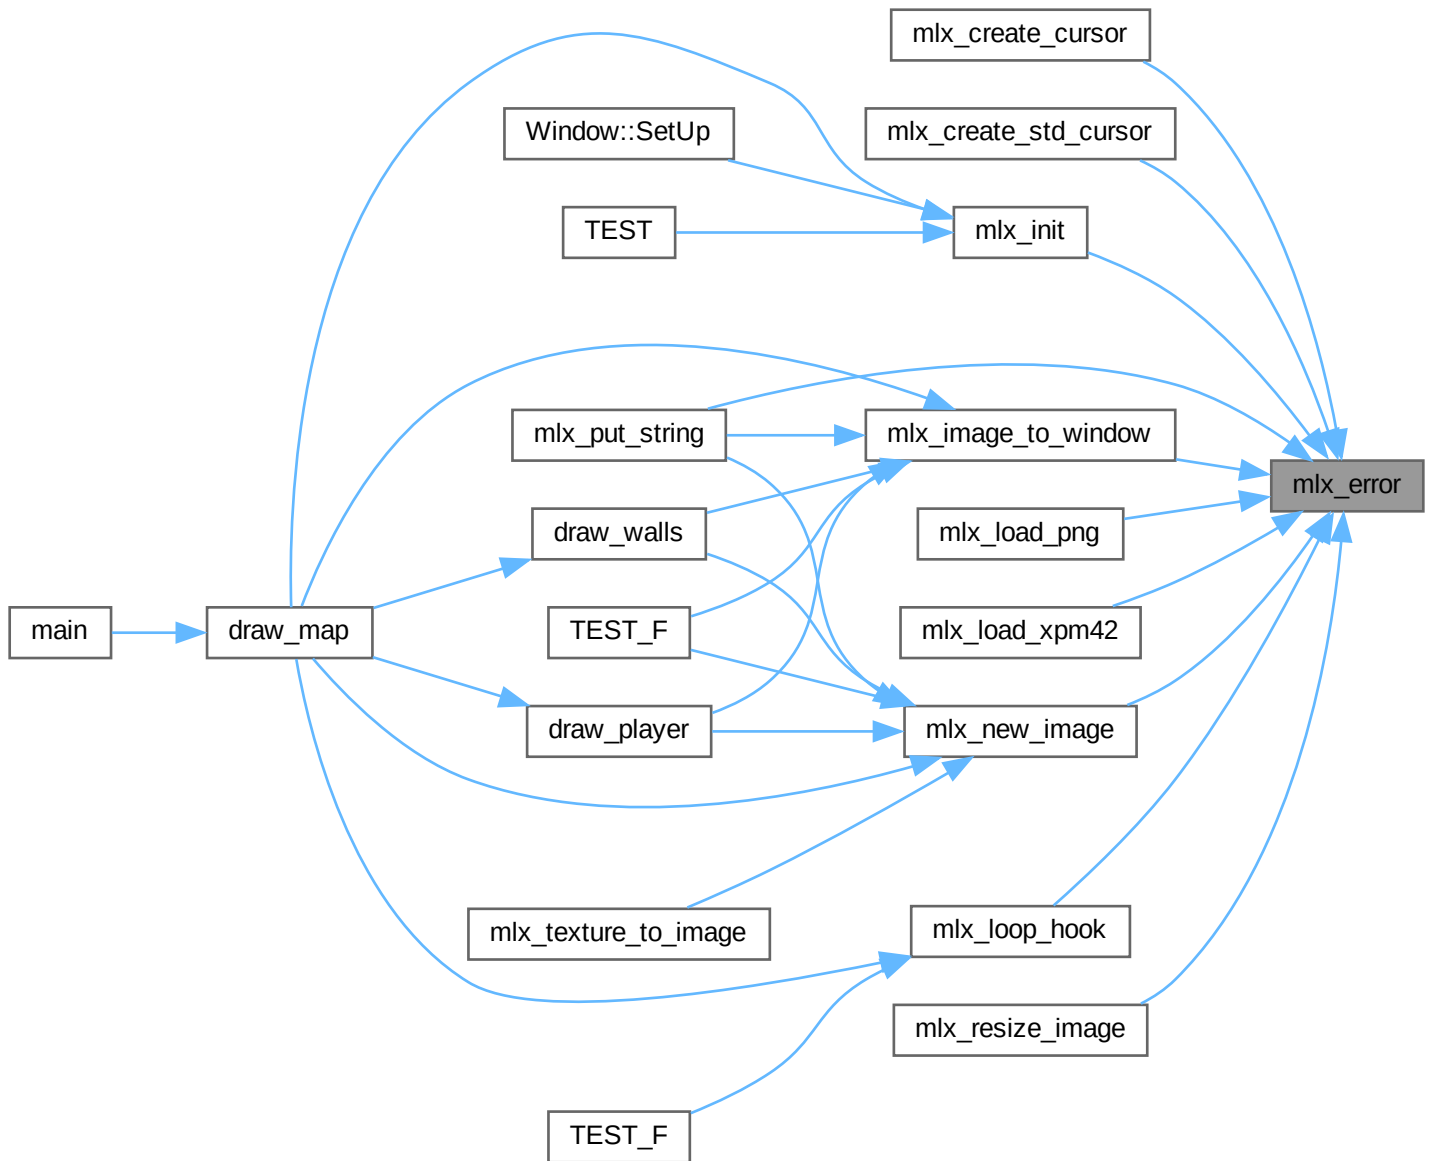 mlx_create_cursor
Window::SetUp
mlx_create_std_cursor
TEST
mlx_init
mlx_put_string
mlx_image_to_window
mlx_error
draw_walls
mlx_load_png
main
draw_map
TEST_F
mlx_load_xpm42
draw_player
mlx_new_image
mlx_texture_to_image
mlx_loop_hook
mlx_resize_image
TEST_F